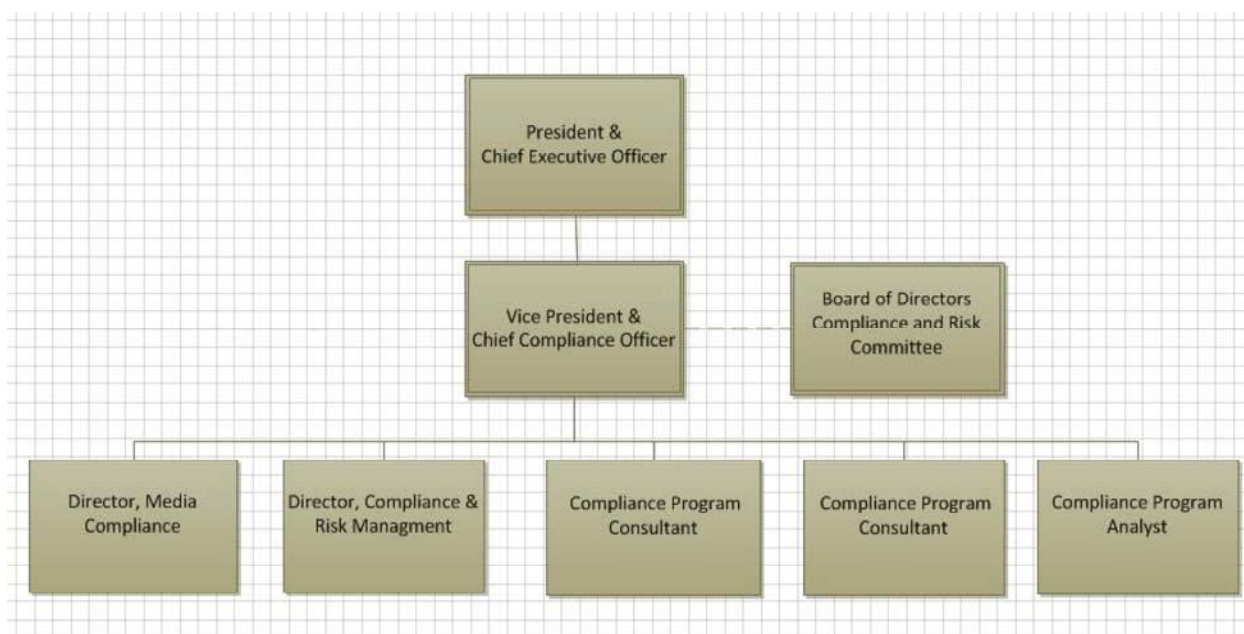 President &
Chief Executive Officer
Vice President &
Chief Compliance Officer
Board of Directors
Compliance and Risk
Committee
Director, Media
Compliance
Director, Compliance &
Risk Managment
Compliance Program
Consultant
Compliance Program
Consultant
Compliance Program
Analyst